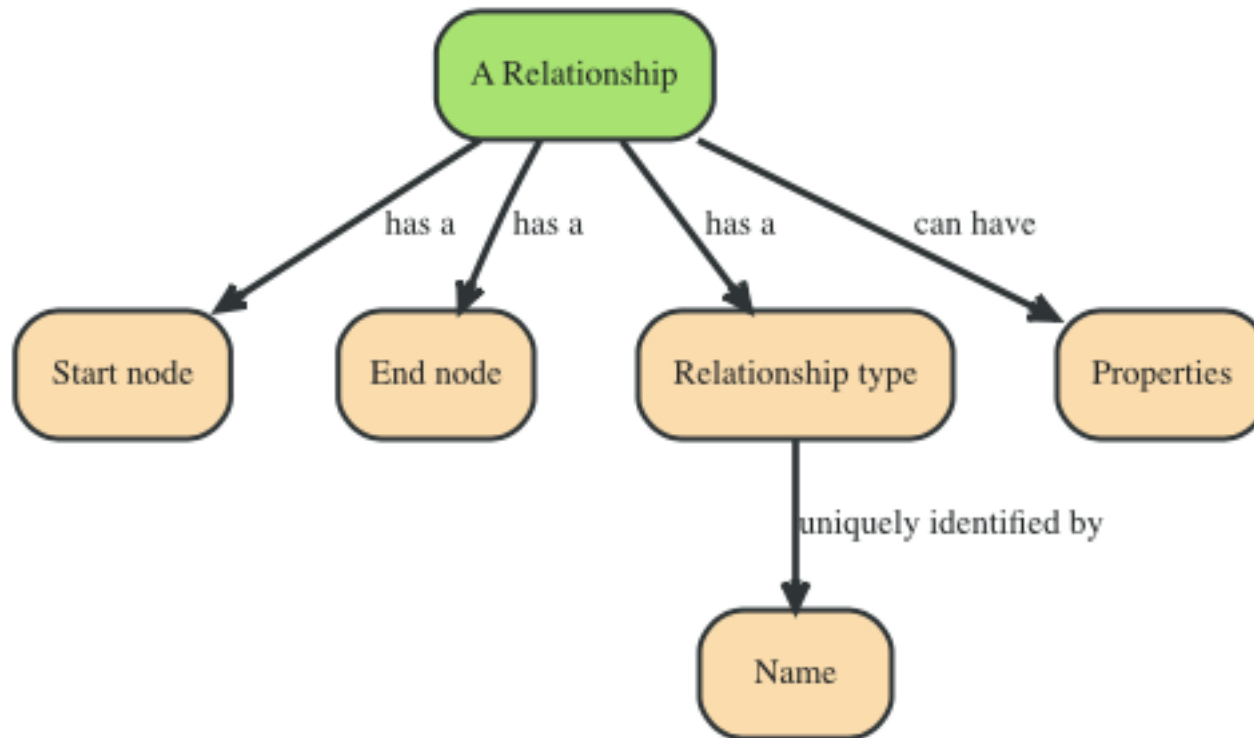 A Relationship
has a
has a
has a
can have
Start node
End node
Relationship type
Properties
uniquely identified by
Name